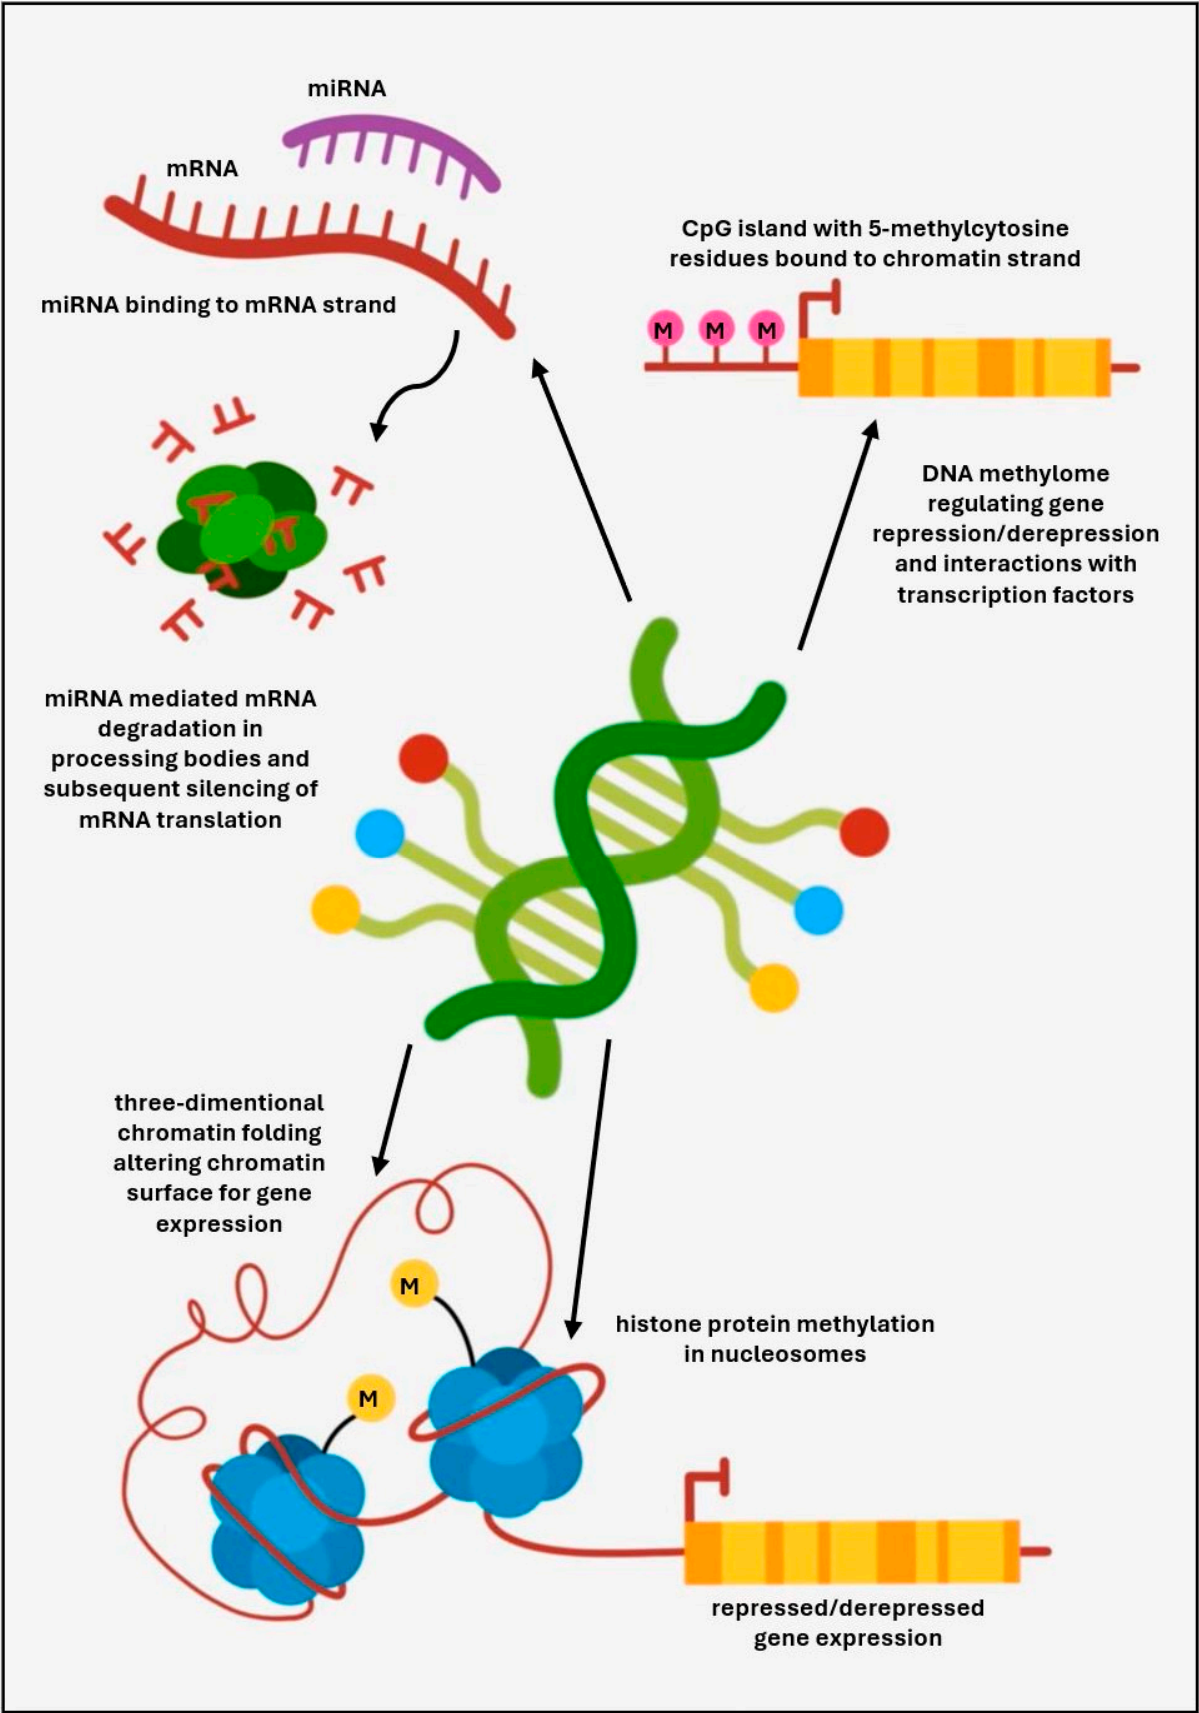 miRNA
mRNA
miRNA binding to mRNA strand
CpG island with 5-methylcytosine
residues bound to chromatin strand
M M M
DNA methylome
regulating gene
repression/derepression
and interactions with
transcription factors
miRNA mediated mRNA
degradation in
processing bodies and
subsequent silencing of
mRNA translation
three-dimentional
chromatin folding
altering chromatin
surface for gene
expression
M
histone protein methylation
in nucleosomes
M
repressed/derepressed
gene expression